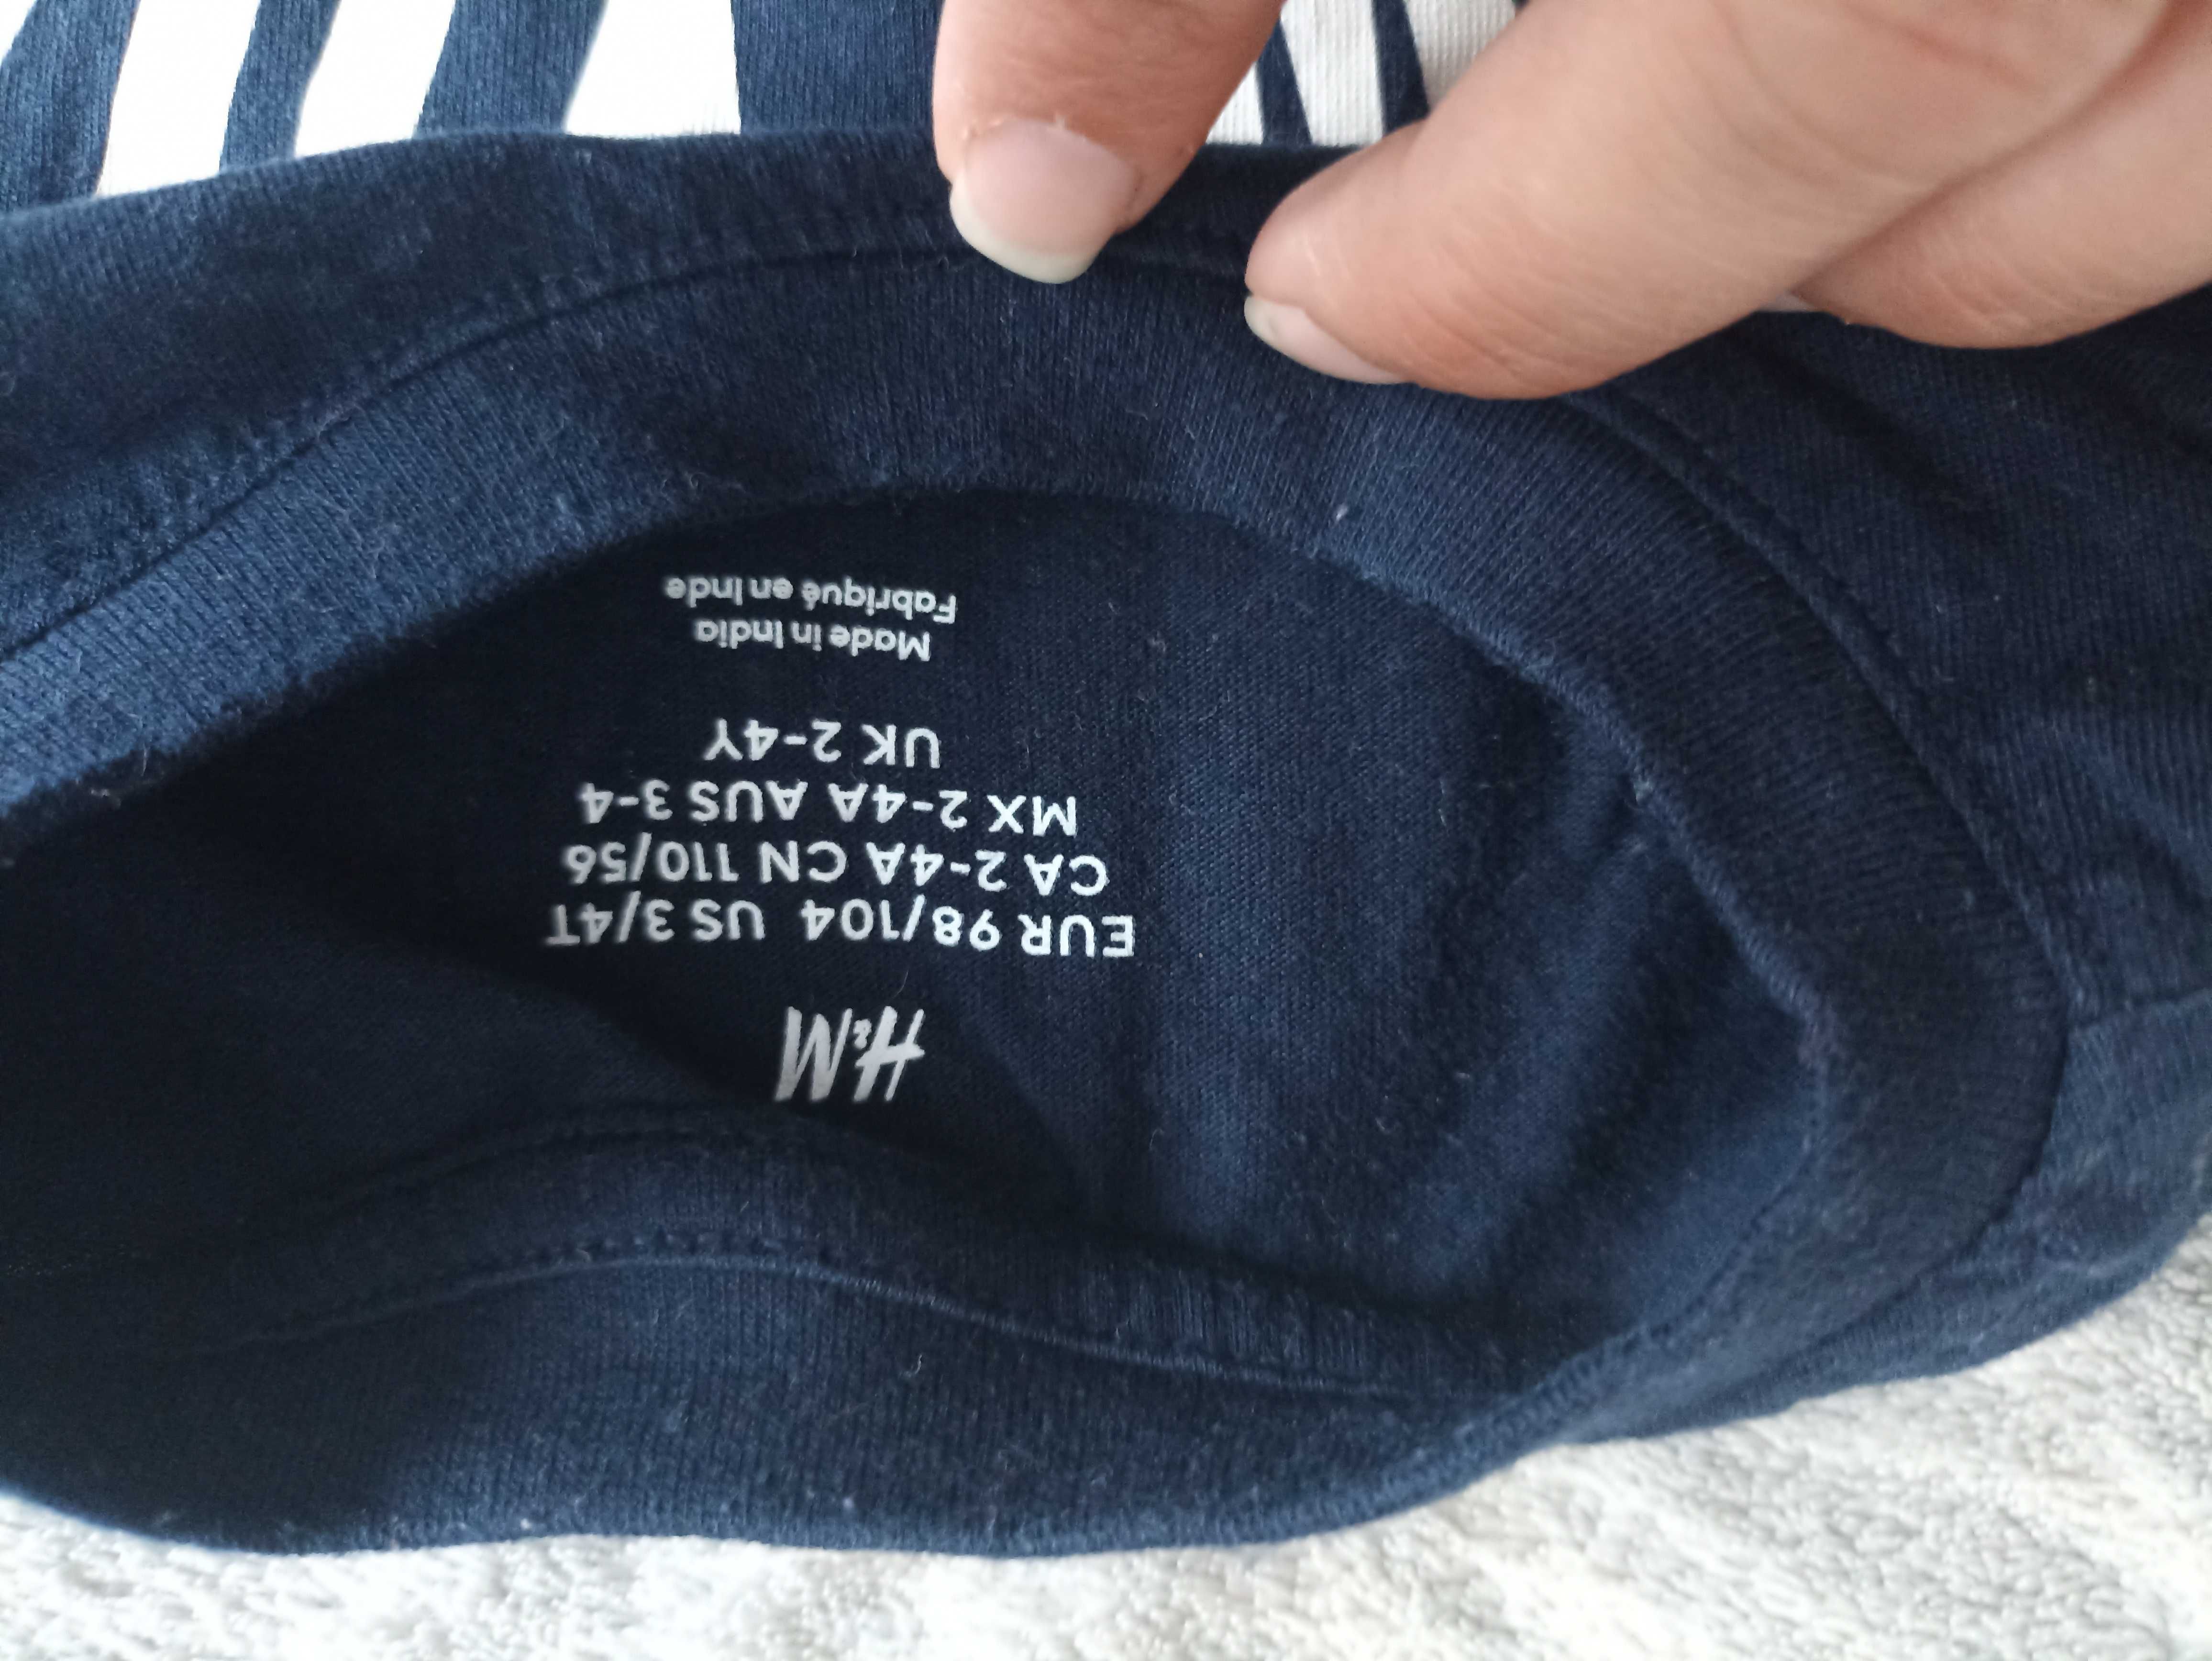 H&M
EUR 98/104 US 3/4T
CA 2-4A CN 110/56
MX 2-4A AUS 3-4
UK 2-4Y
Made in India
Fabriqué en Inde